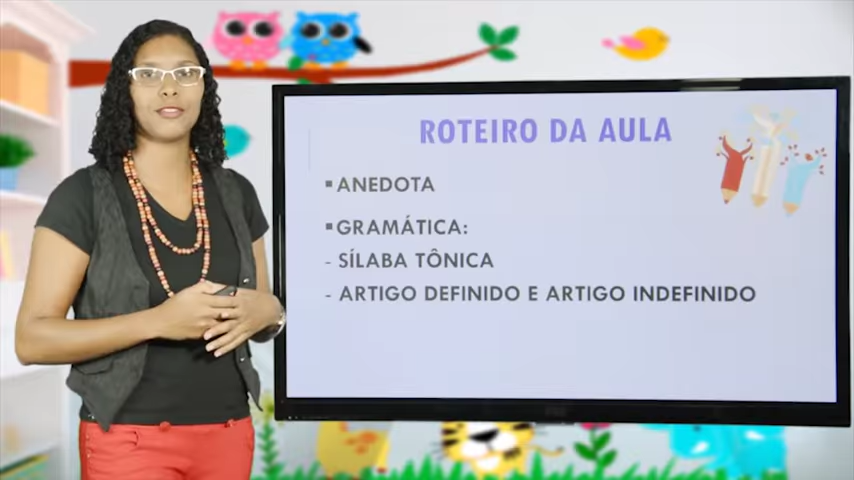 ROTEIRO DA AULA
▪ANEDOTA
▪GRAMÁTICA:
- SÍLABA TÔNICA
- ARTIGO DEFINIDO E ARTIGO INDEFINIDO